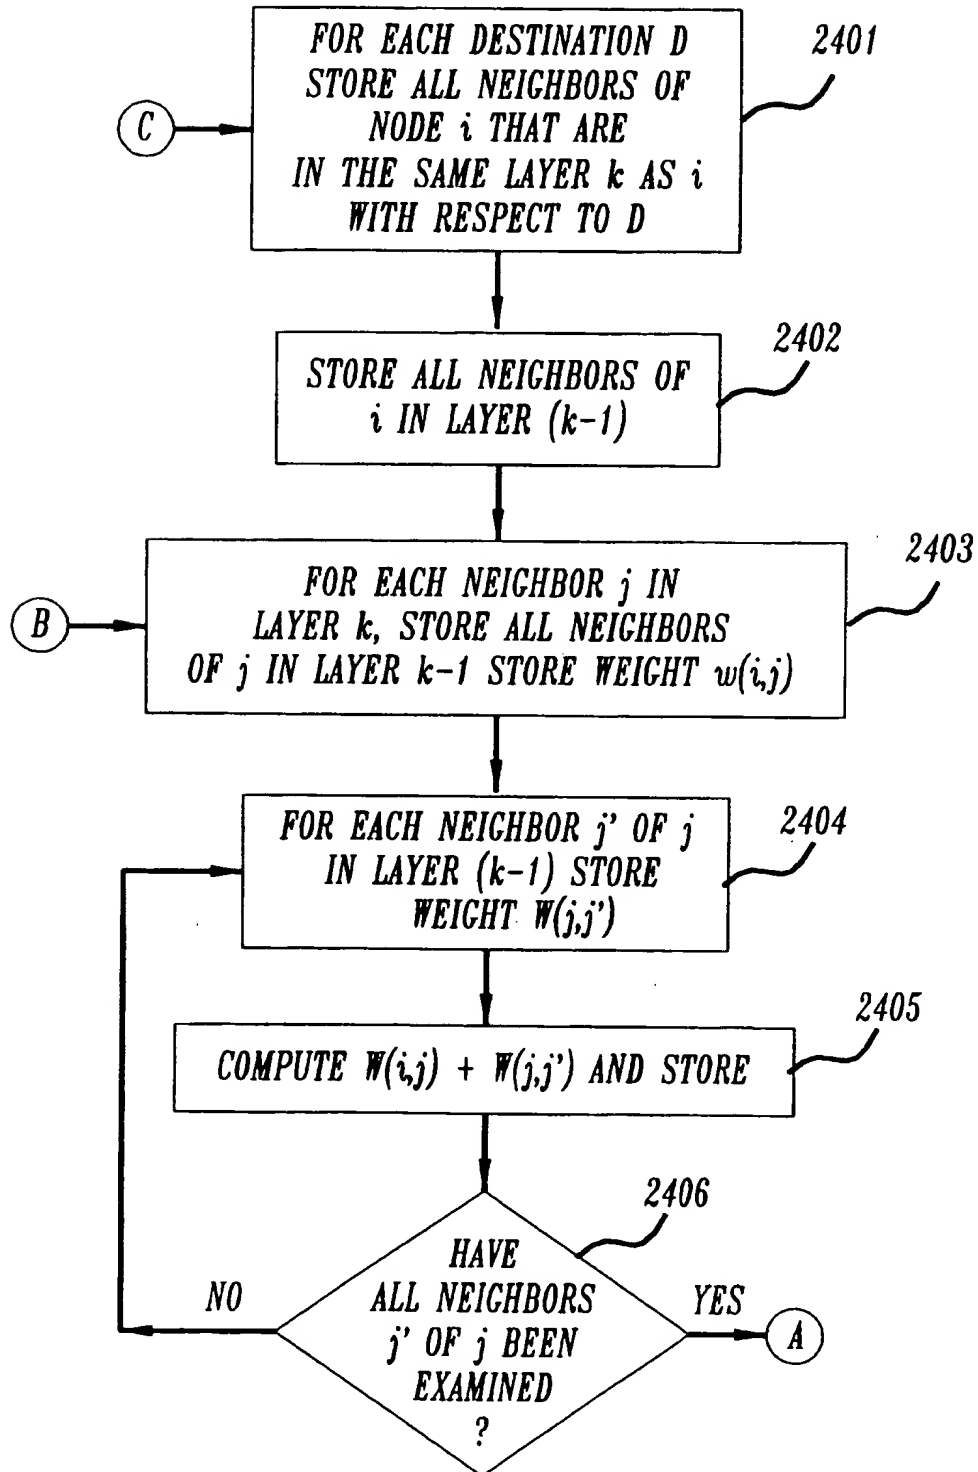 FOR EACH DESTINATION D
STORE ALL NEIGHBORS OF
NODE i THAT ARE
IN THE SAME LAYER k AS i
WITH RESPECT TO D
2401
C
STORE ALL NEIGHBORS OF
i IN LAYER (k-1)
2402
FOR EACH NEIGHBOR j IN
LAYER k, STORE ALL NEIGHBORS
OF j IN LAYER k-1 STORE WEIGHT w(i,j)
2403
B
FOR EACH NEIGHBOR j' OF j
IN LAYER (k-1) STORE
WEIGHT W(j,j')
2404
COMPUTE W(i,j) + W(j,j') AND STORE
2405
HAVE
ALL NEIGHBORS
j' OF j BEEN
EXAMINED
?
2406
NO
YES
A